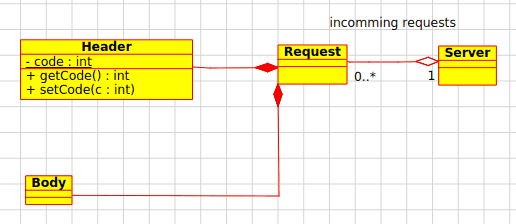 incomming requests
Header
- code : int
+ getCode() : int
+ setCode(c : int)
Request
0..*
1
Server
Body